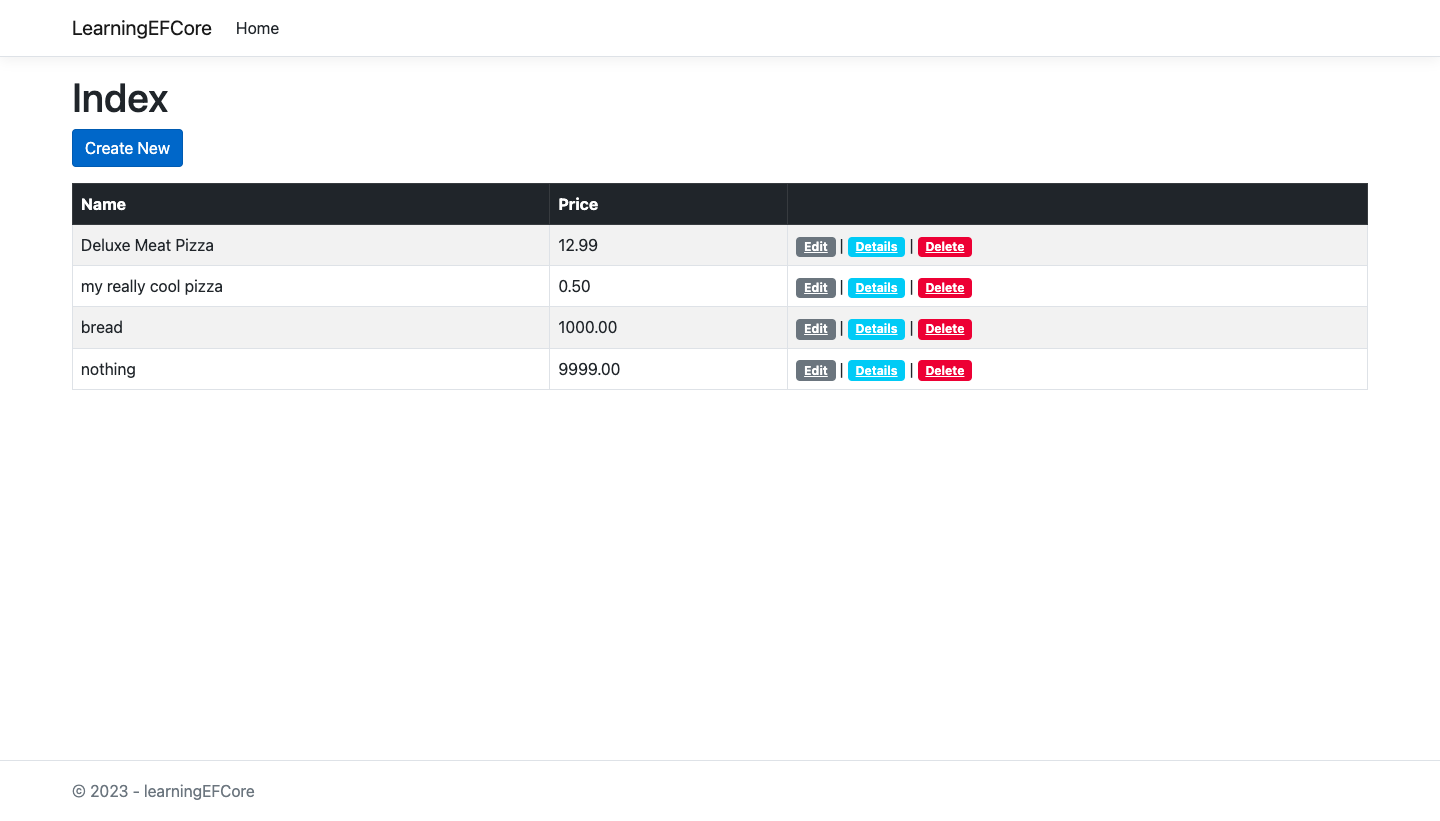 LearningEFCore Home
Index
Create New
Name Price
Deluxe Meat Pizza 12.99 Edit | Details | Delete
my really cool pizza 0.50 Edit | Details | Delete
bread 1000.00 Edit | Details | Delete
nothing 9999.00 Edit | Details | Delete
© 2023 - learningEFCore